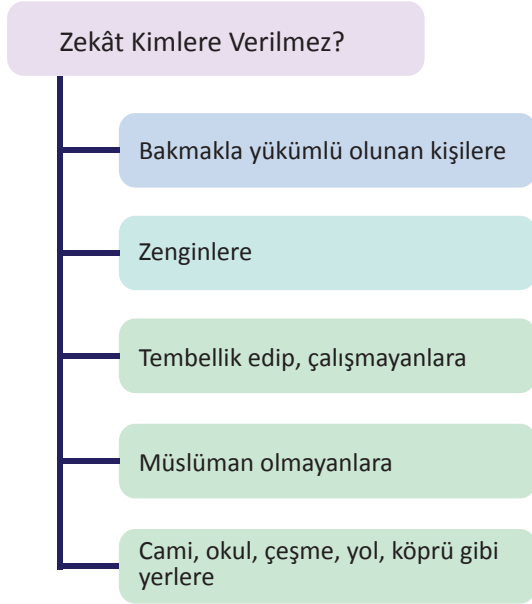 Zekât Kimlere Verilmez?
Bakmakla yükümlü olunan kişilere
Zenginlere
Tembellik edip, çalışmayanlara
Müslüman olmayanlara
Cami, okul, çeşme, yol, köprü gibi
yerlere